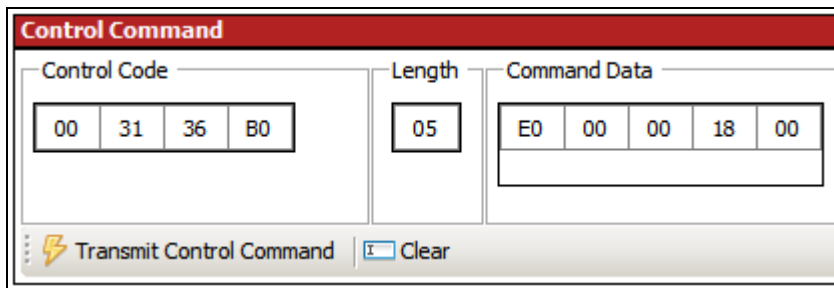 Control Command
Control Code Length Command Data
00 31 36 B0 05 E0 00 00 18 00
Transmit Control Command Clear